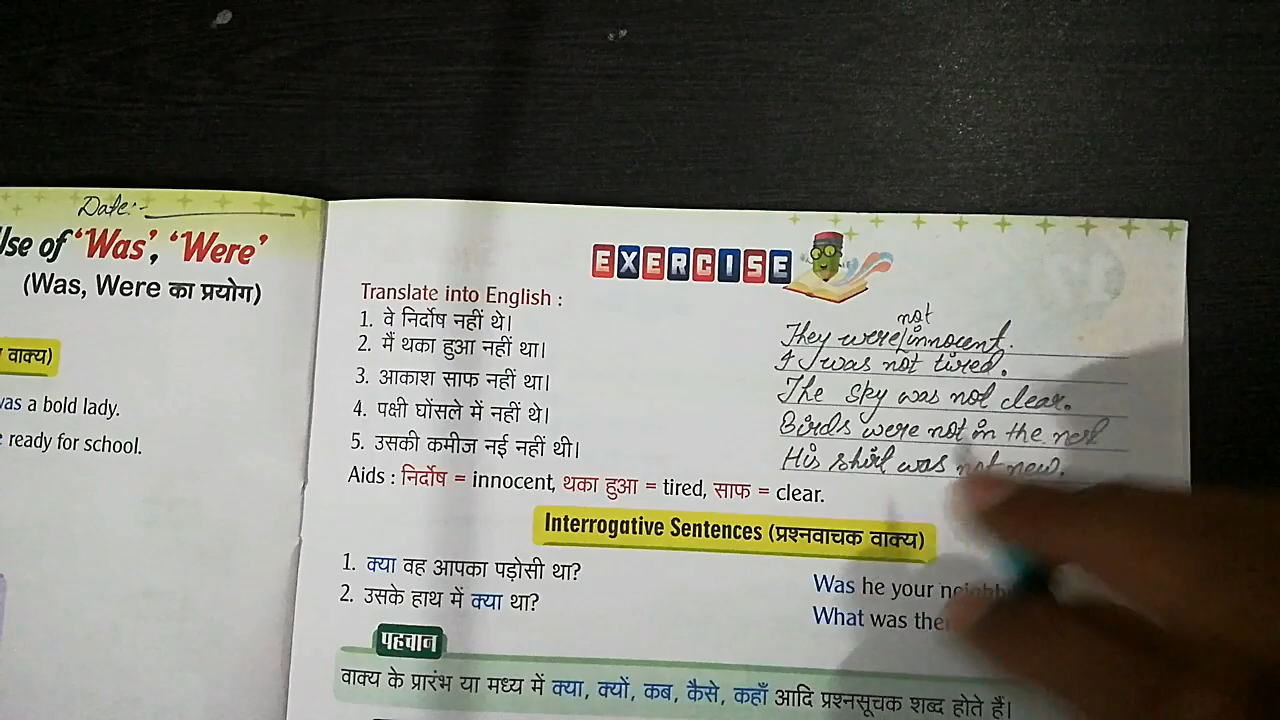 Date:-
Use of 'Was', 'Were'
(Was, Were का प्रयोग)
वाक्य)
was a bold lady.
ready for school.
EXERCISE
Translate into English :
1. वे निर्दोष नहीं थे। They were not innocent.
2. मैं थका हुआ नहीं था। I was not tired.
3. आकाश साफ नहीं था। The sky was not clear.
4. पक्षी घोंसले में नहीं थे। Birds were not in the nest
5. उसकी कमीज नई नहीं थी। His shirt was not new.
Aids : निर्दोष = innocent, थका हुआ = tired, साफ = clear.
Interrogative Sentences (प्रश्नवाचक वाक्य)
1. क्या वह आपका पड़ोसी था? Was he your
2. उसके हाथ में क्या था? What was
पहचान
वाक्य के प्रारंभ या मध्य में क्या, क्यों, कब, कैसे, कहाँ आदि प्रश्नसूचक शब्द होते हैं।